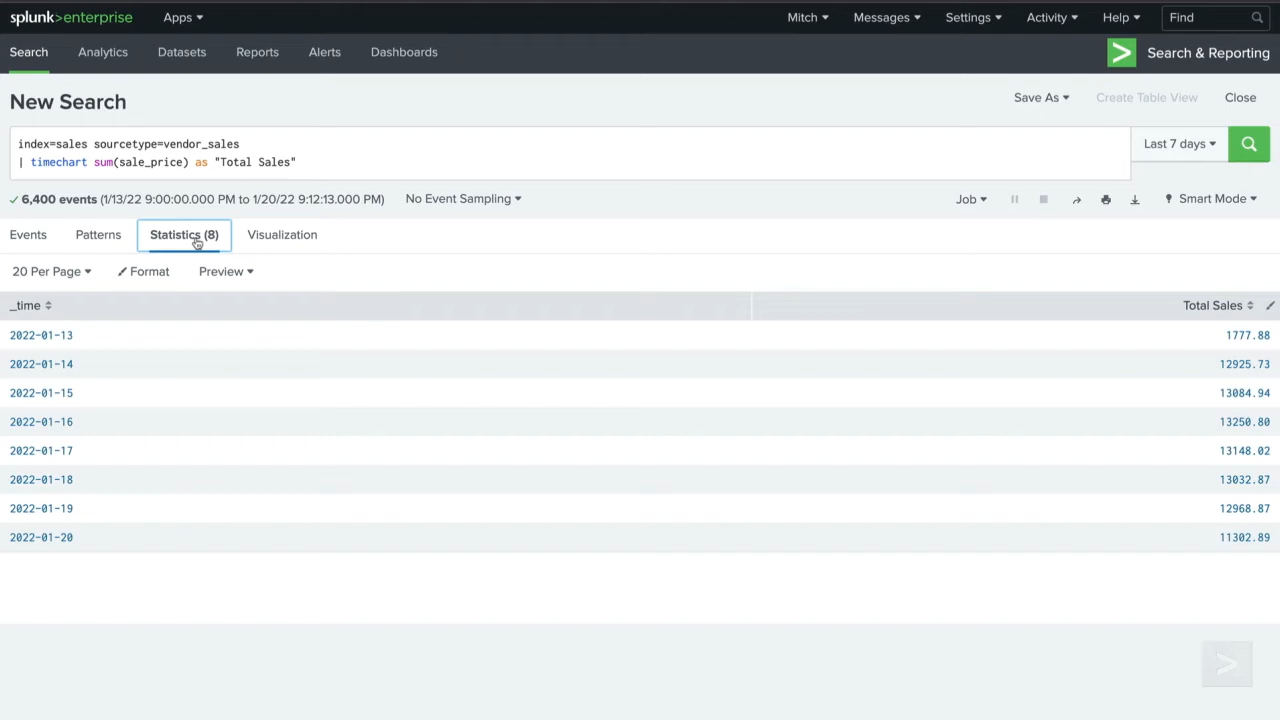 splunk>enterprise Apps Mitch Messages Settings Activity Help Find
Search Analytics Datasets Reports Alerts Dashboards > Search & Reporting
New Search Save As Create Table View Close
index=sales sourcetype=vendor_sales Last 7 days
| timechart sum(sale_price) as "Total Sales"
6,400 events (1/13/22 9:00:00.000 PM to 1/20/22 9:12:13.000 PM) No Event Sampling Job Smart Mode
Events Patterns Statistics (8) Visualization
20 Per Page Format Preview
_time Total Sales
2022-01-13 1777.88
2022-01-14 12925.73
2022-01-15 13084.94
2022-01-16 13250.80
2022-01-17 13148.02
2022-01-18 13032.87
2022-01-19 12968.87
2022-01-20 11302.89